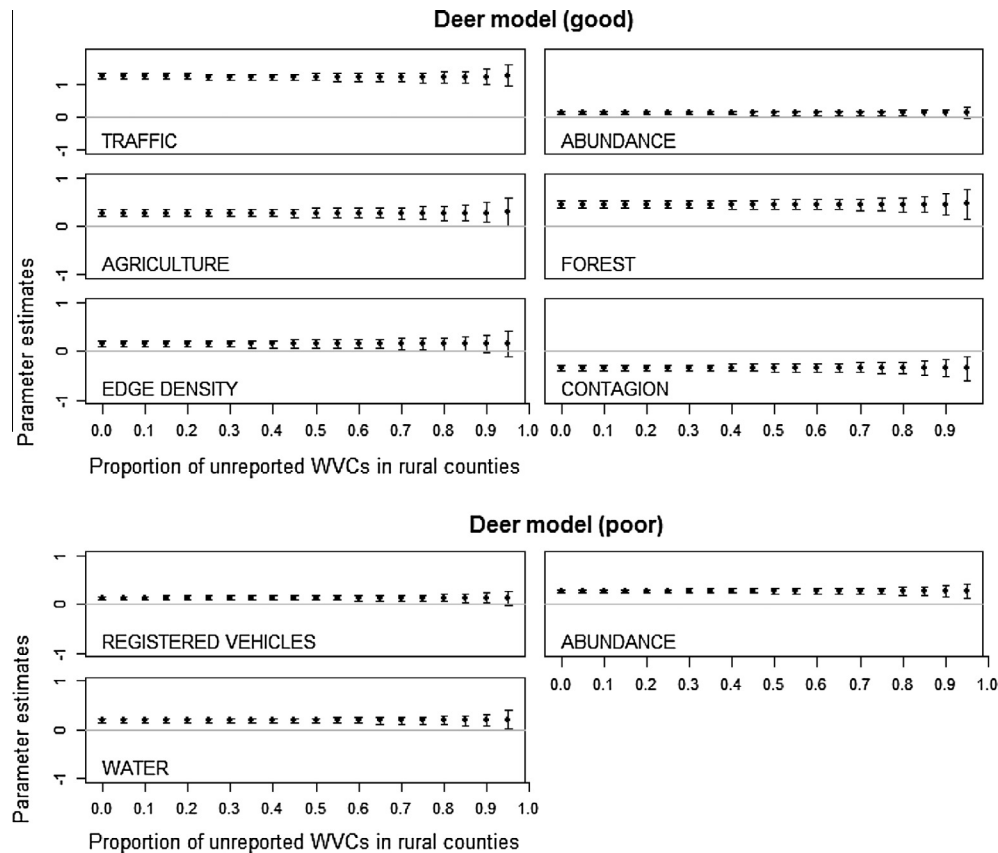 Deer model (good)
1
0
-1
TRAFFIC
ABUNDANCE
1
0
-1
AGRICULTURE
FOREST
1
0
-1
EDGE DENSITY
CONTAGION
Parameter estimates
0.0 0.1 0.2 0.3 0.4 0.5 0.6 0.7 0.8 0.9 1.0
0.0 0.1 0.2 0.3 0.4 0.5 0.6 0.7 0.8 0.9
Proportion of unreported WVCs in rural counties
Deer model (poor)
1
0
-1
REGISTERED VEHICLES
ABUNDANCE
0.0 0.1 0.2 0.3 0.4 0.5 0.6 0.7 0.8 0.9 1.0
1
0
-1
WATER
Parameter estimates
0.0 0.1 0.2 0.3 0.4 0.5 0.6 0.7 0.8 0.9 1.0
Proportion of unreported WVCs in rural counties